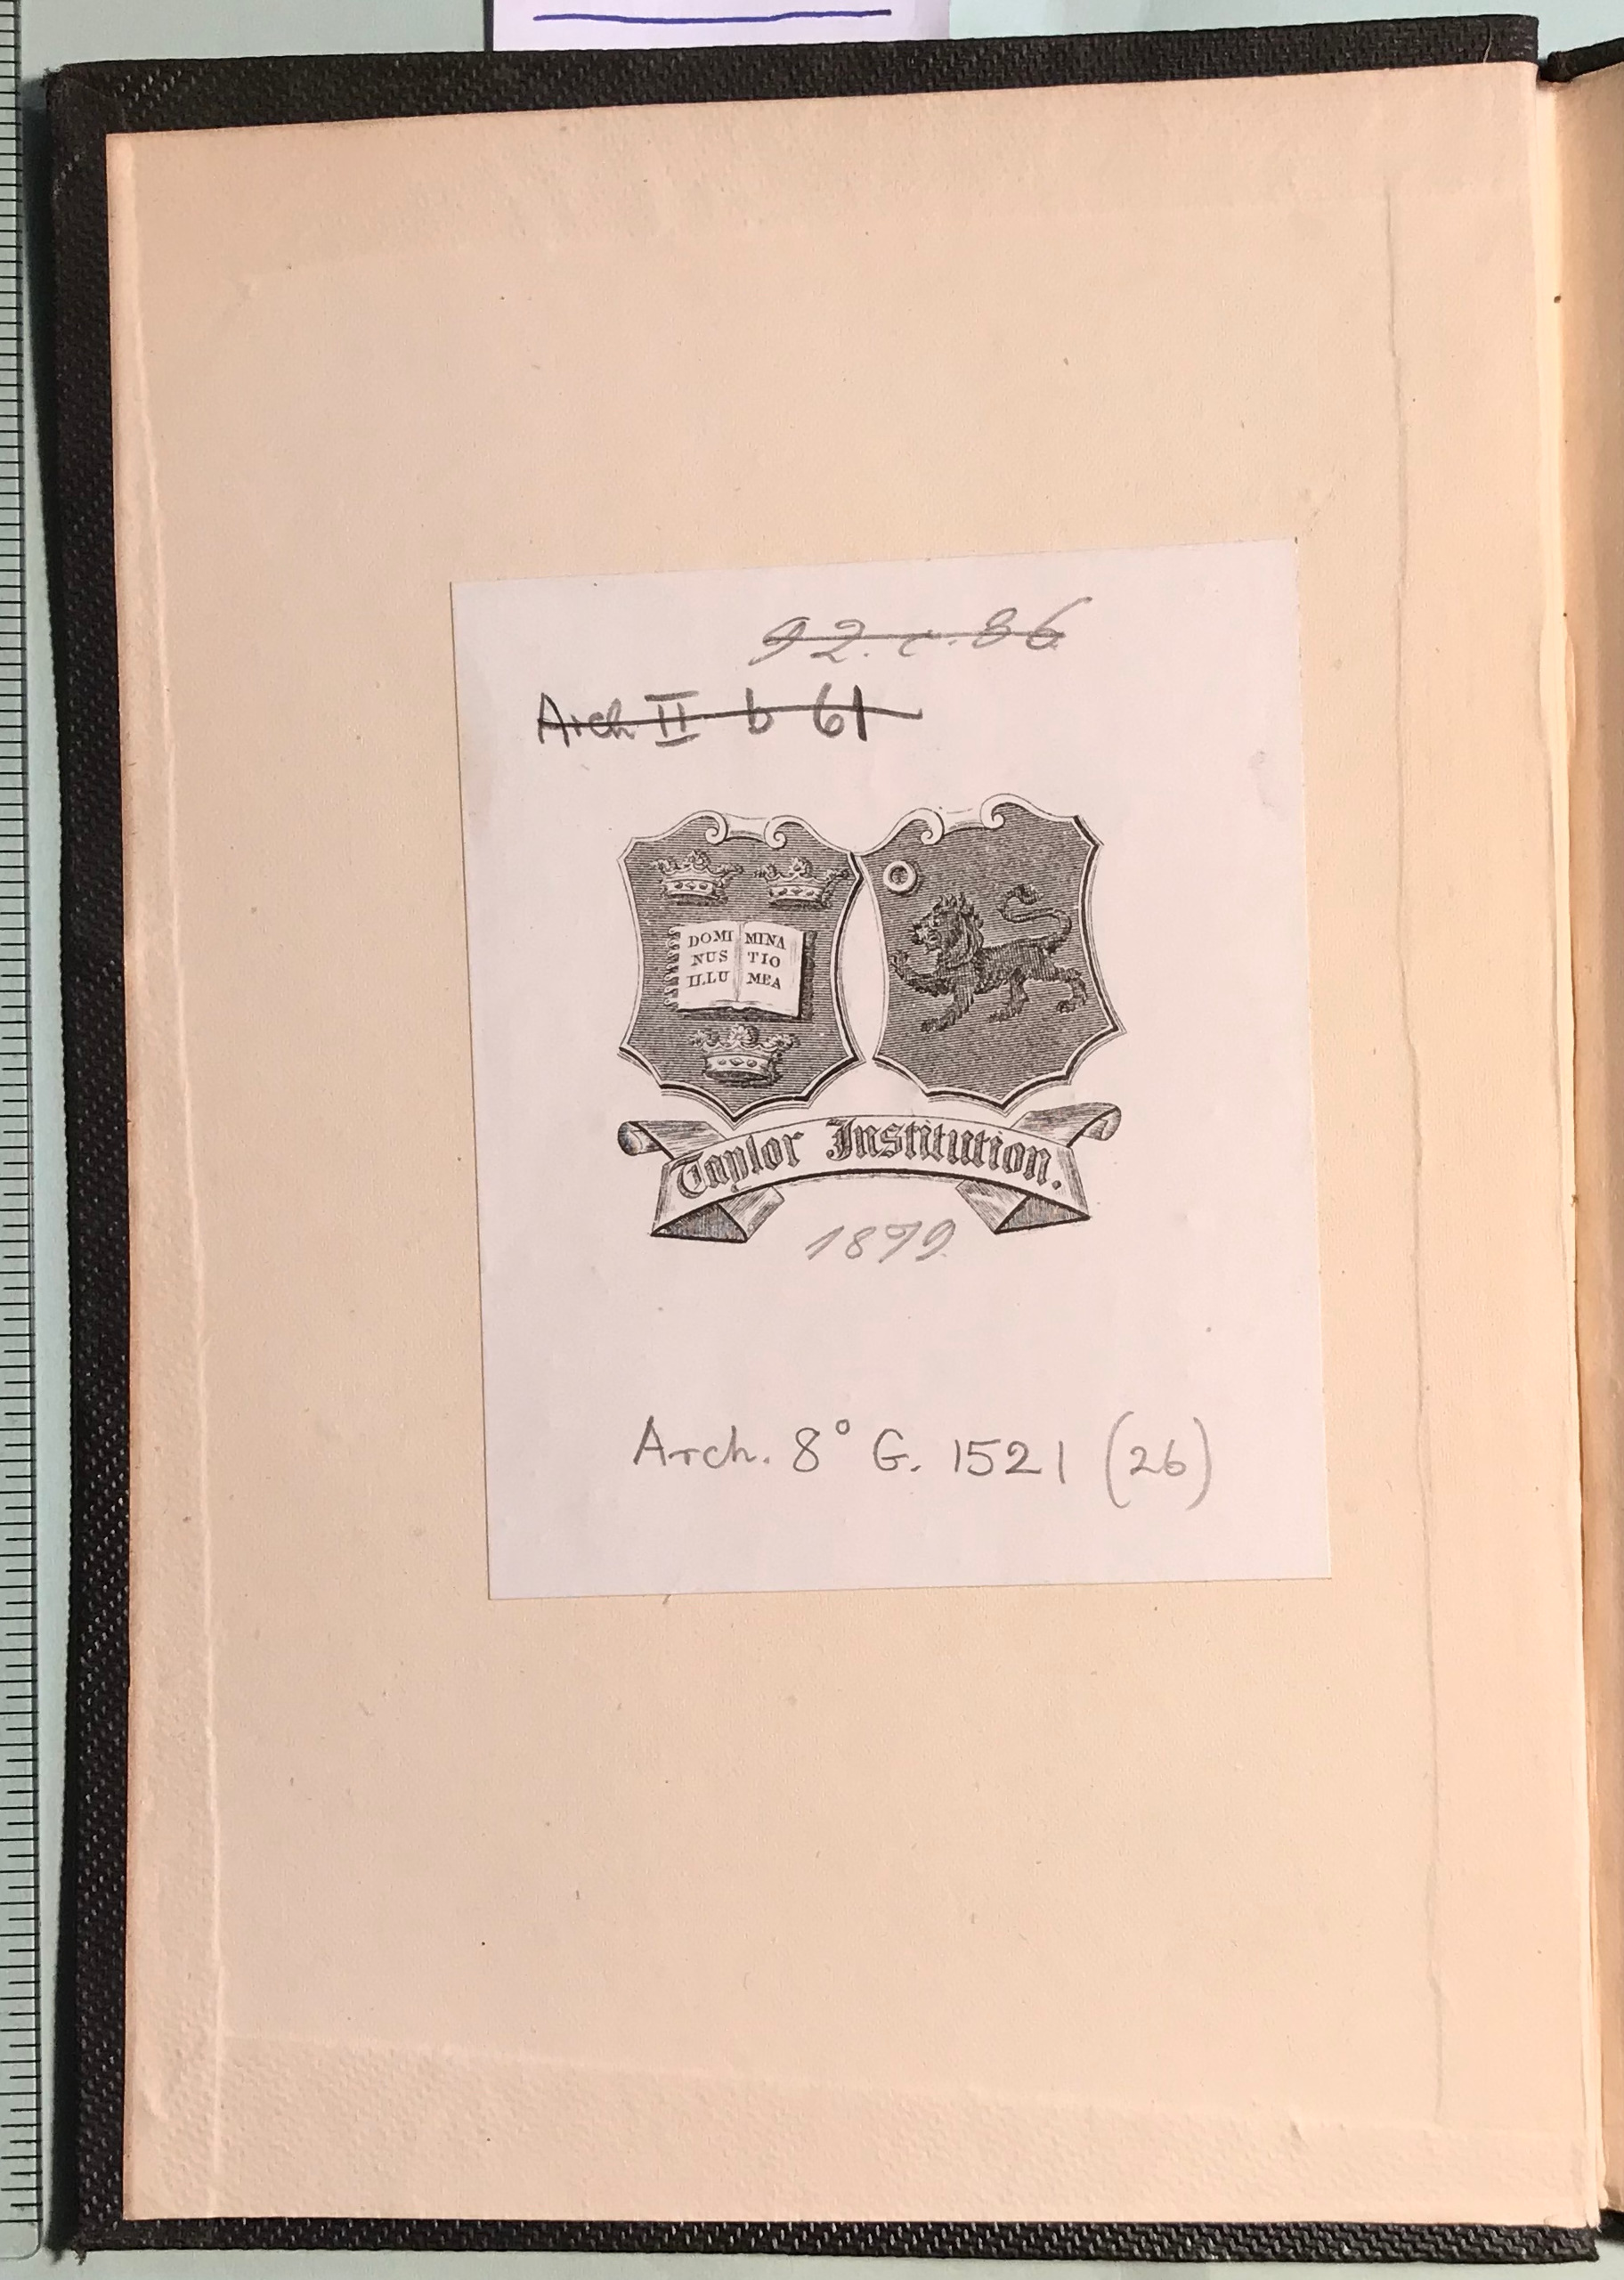 92. c. 86
Arch II b 61
DOMI MINA
NUS TIO
ILLU MEA
Taylor Institution.
1879
Arch. 8° G. 1521 (26)